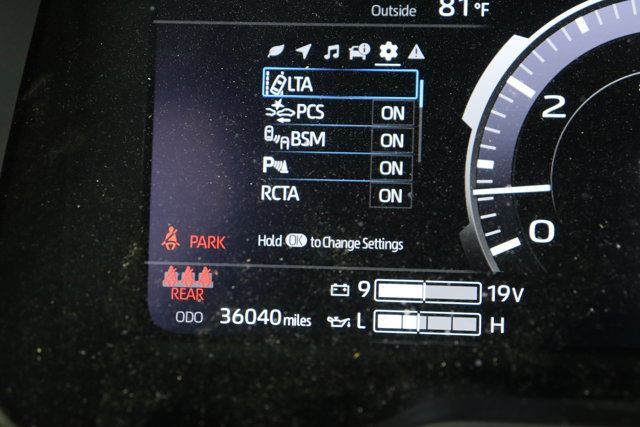 Outside 81°F
LTA
PCS ON
BSM ON
P ON
RCTA ON
2
0
PARK
Hold OK to Change Settings
REAR
9 19V
ODO 36040 miles
L H